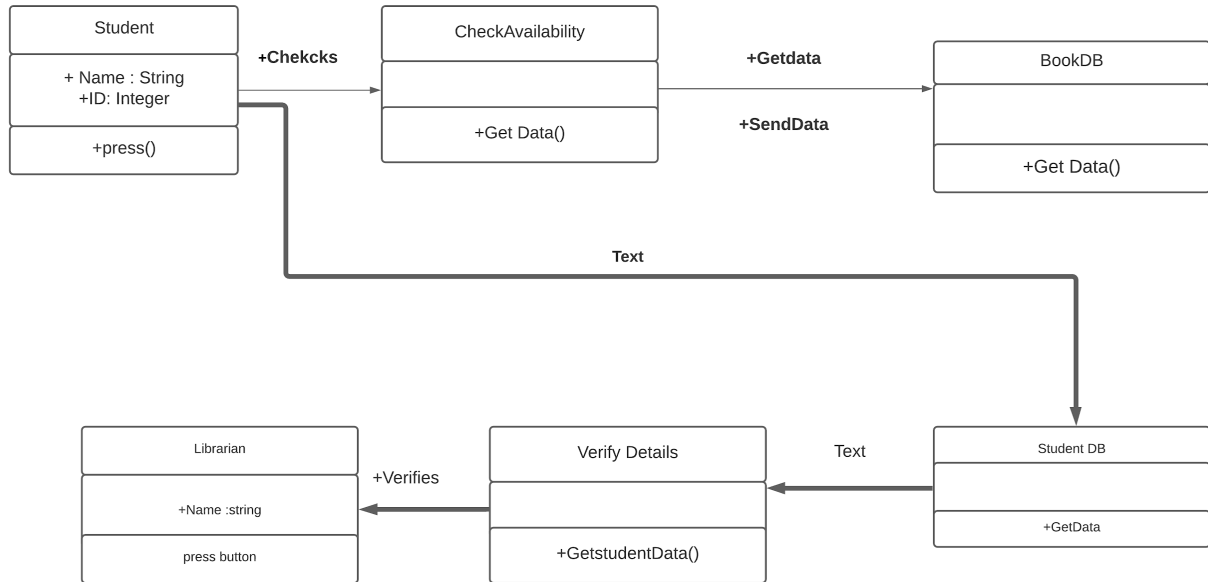 Student
+ Name : String
+ID: Integer
+press()
+Chekcks
CheckAvailability
+Get Data()
+Getdata
+SendData
BookDB
+Get Data()
Text
Librarian
+Name :string
press button
+Verifies
Verify Details
+GetstudentData()
Text
Student DB
+GetData